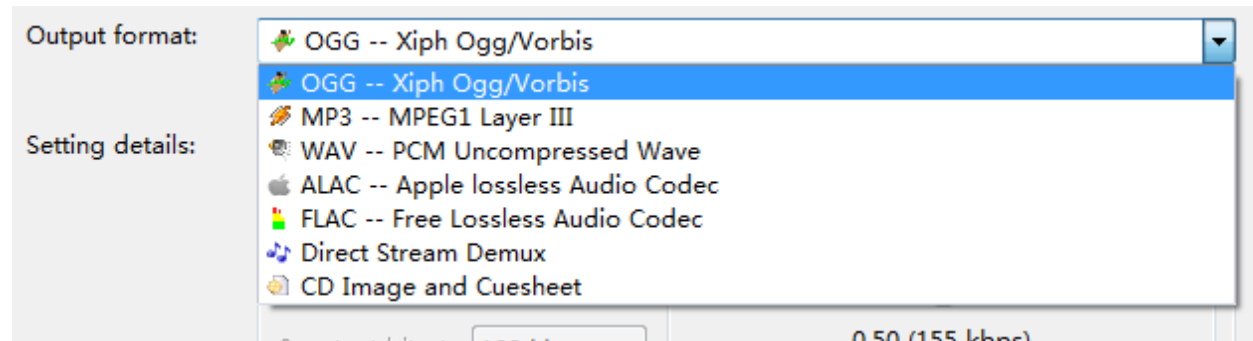 Output format:
OGG -- Xiph Ogg/Vorbis
OGG -- Xiph Ogg/Vorbis
MP3 -- MPEG1 Layer III
Setting details:
WAV -- PCM Uncompressed Wave
ALAC -- Apple lossless Audio Codec
FLAC -- Free Lossless Audio Codec
Direct Stream Demux
CD Image and Cuesheet
0.50 (155 kbps)